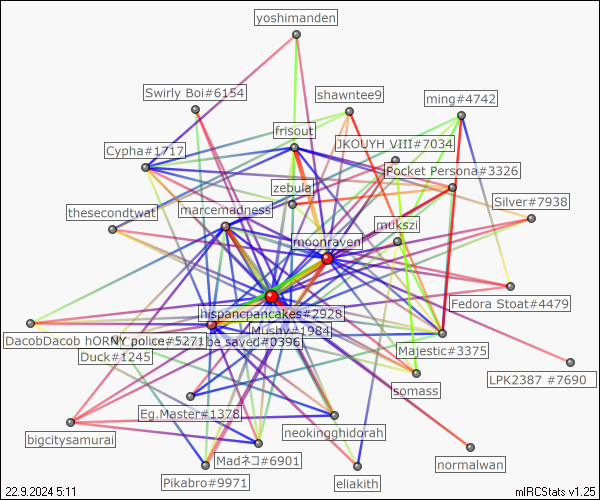 yoshimanden
Swirly Boi#6154
shawntee9
ming#4742
frisout
JKOUYH VIII#7034
Cypha#1717
Pocket Persona#3326
zebula
Silver#7938
thesecondtwat
marcemadness
mukszi
moonraven
Fedora Stoat#4479
hispancpancakes#2928
Mushy#1984
DacobDacob hORNY police#5271
be saved#0396
Duck#1245
Majestic#3375
LPK2387 #7690
somass
Eg.Master#1378
neokingghidorah
bigcitysamurai
Madネコ#6901
normalwan
Pikabro#9971
eliakith
22.9.2024 5:11
mIRCStats v1.25